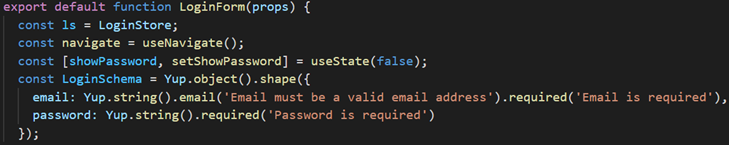 export default function LoginForm(props) {
  const ls = LoginStore;
  const navigate = useNavigate();
  const [showPassword, setShowPassword] = useState(false);
  const LoginSchema = Yup.object().shape({
    email: Yup.string().email('Email must be a valid email address').required('Email is required'),
    password: Yup.string().required('Password is required')
  });